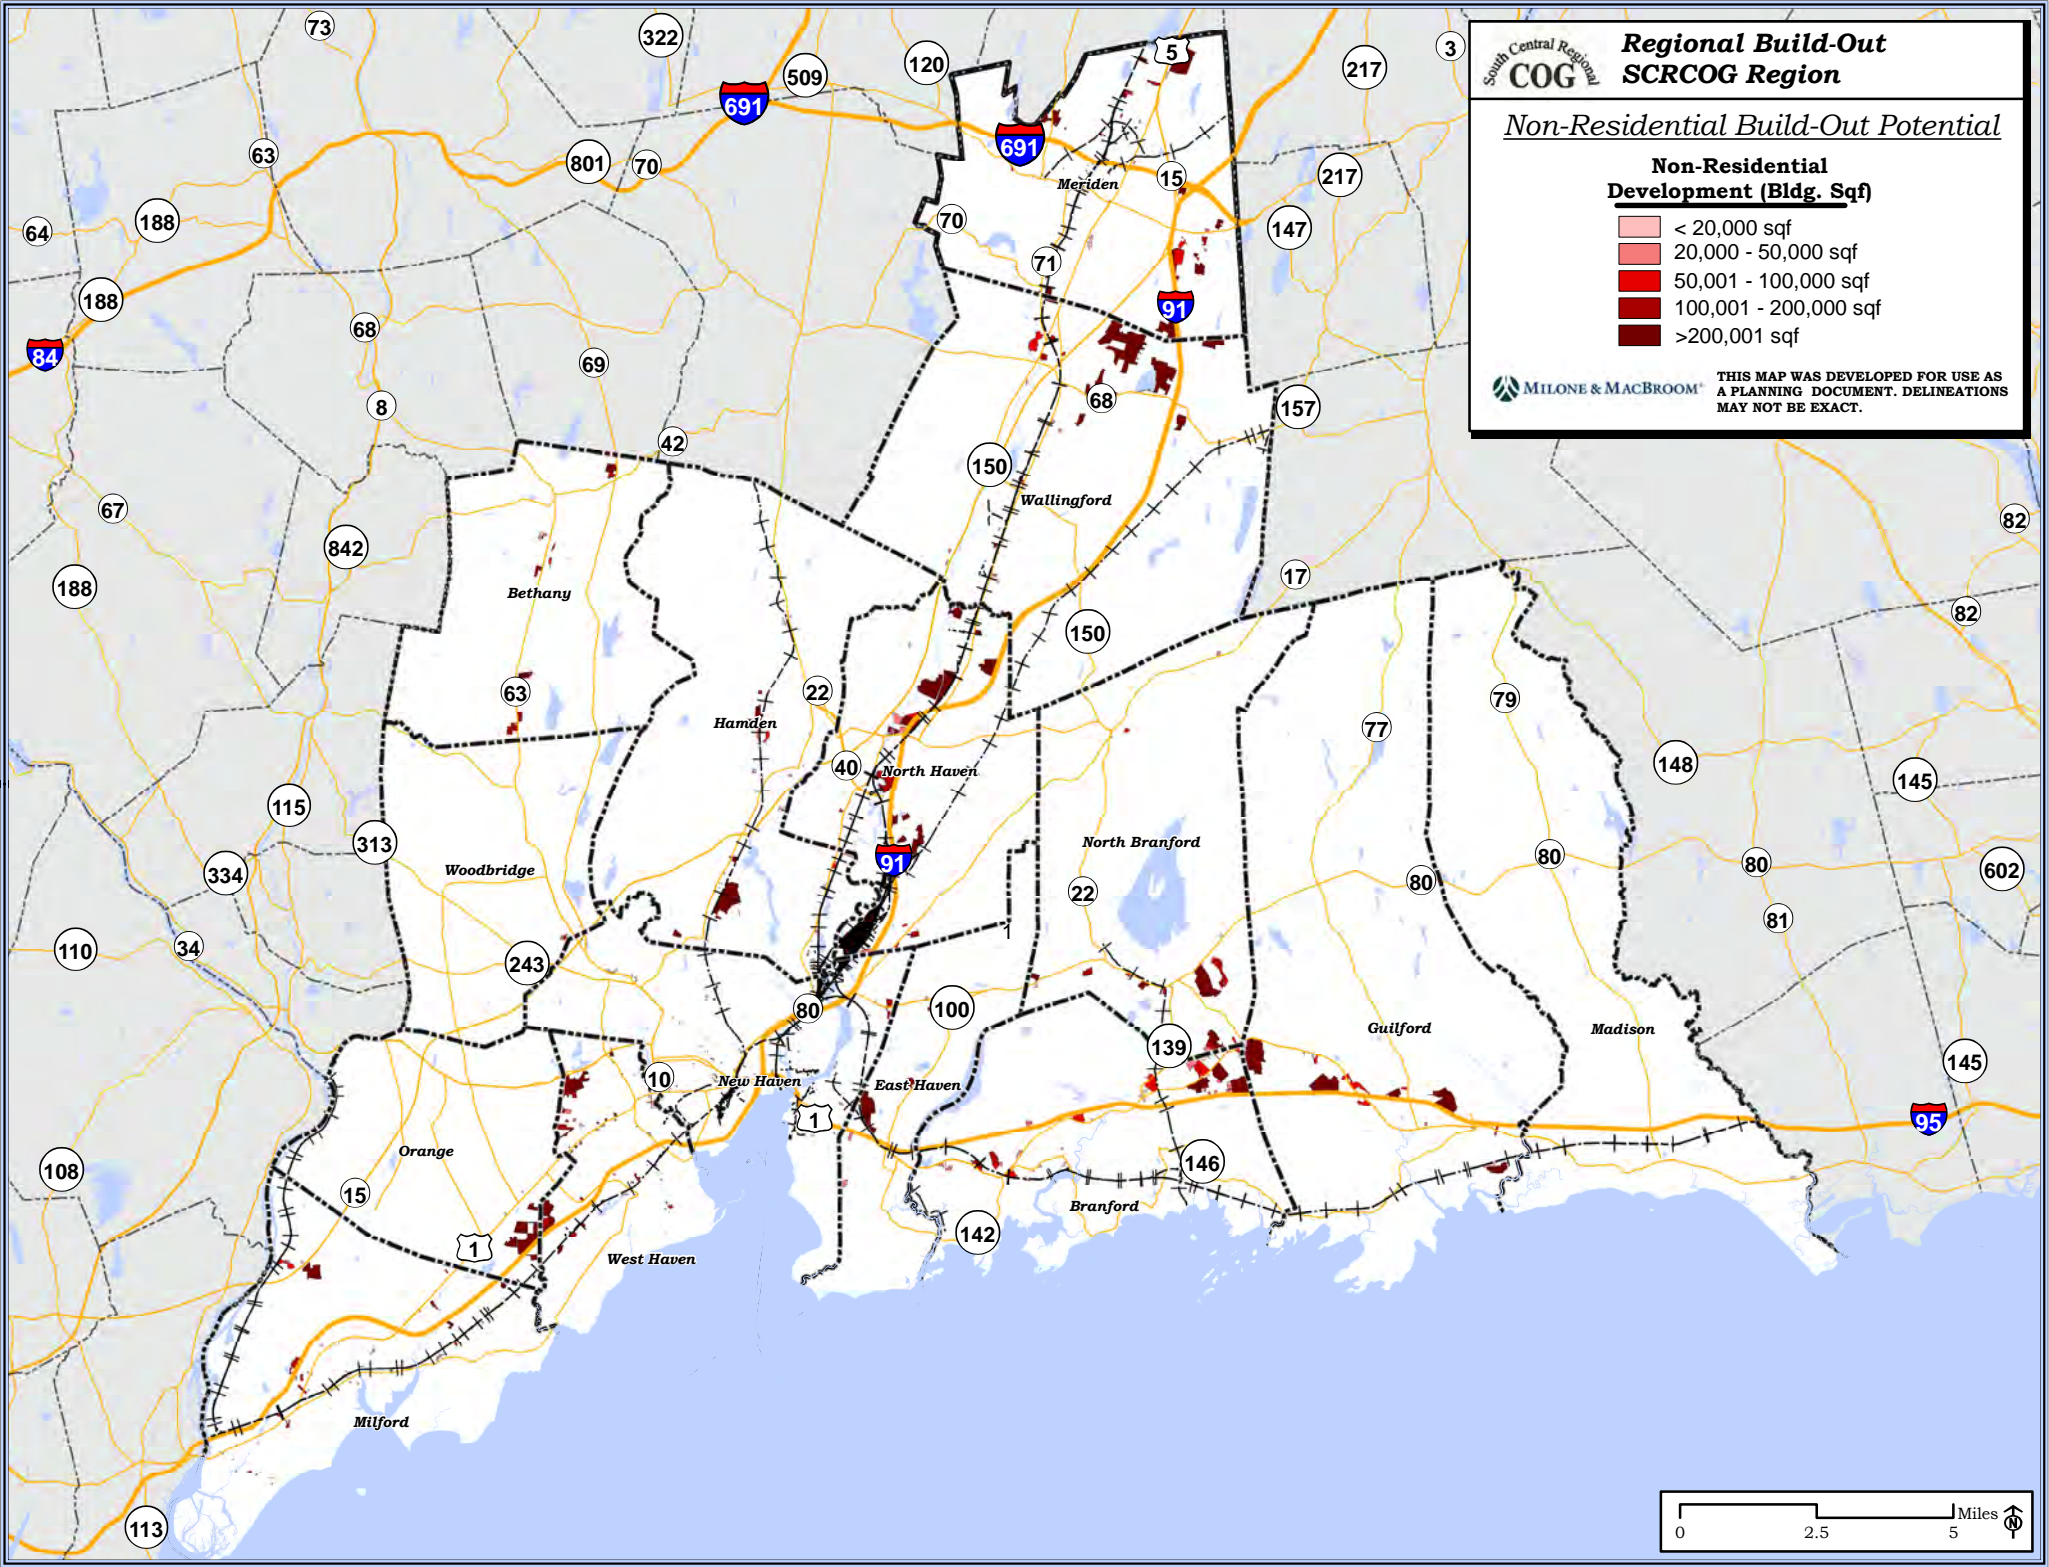 South Central Regional
COG
Regional Build-Out
SCRCOG Region
Non-Residential Build-Out Potential
Non-Residential
Development (Bldg. Sqf)
< 20,000 sqf
20,000 - 50,000 sqf
50,001 - 100,000 sqf
100,001 - 200,000 sqf
>200,001 sqf
MILONE & MACBROOM®
THIS MAP WAS DEVELOPED FOR USE AS
A PLANNING DOCUMENT. DELINEATIONS
MAY NOT BE EXACT.
73
322
509
120
5
217
3
691
691
63
801
70
Meriden
15
217
64
188
70
147
71
188
91
68
84
69
8
68
157
42
150
Wallingford
67
82
842
188
17
Bethany
82
150
63
22
79
Hamden
77
148
40
North Haven
145
115
313
North Branford
91
80
80
334
Woodbridge
80
602
22
81
1
110
34
243
80
100
Guilford
Madison
139
145
10
New Haven
East Haven
1
95
Orange
108
146
15
Branford
142
1
West Haven
Milford
113
0
2.5
5
Miles
N